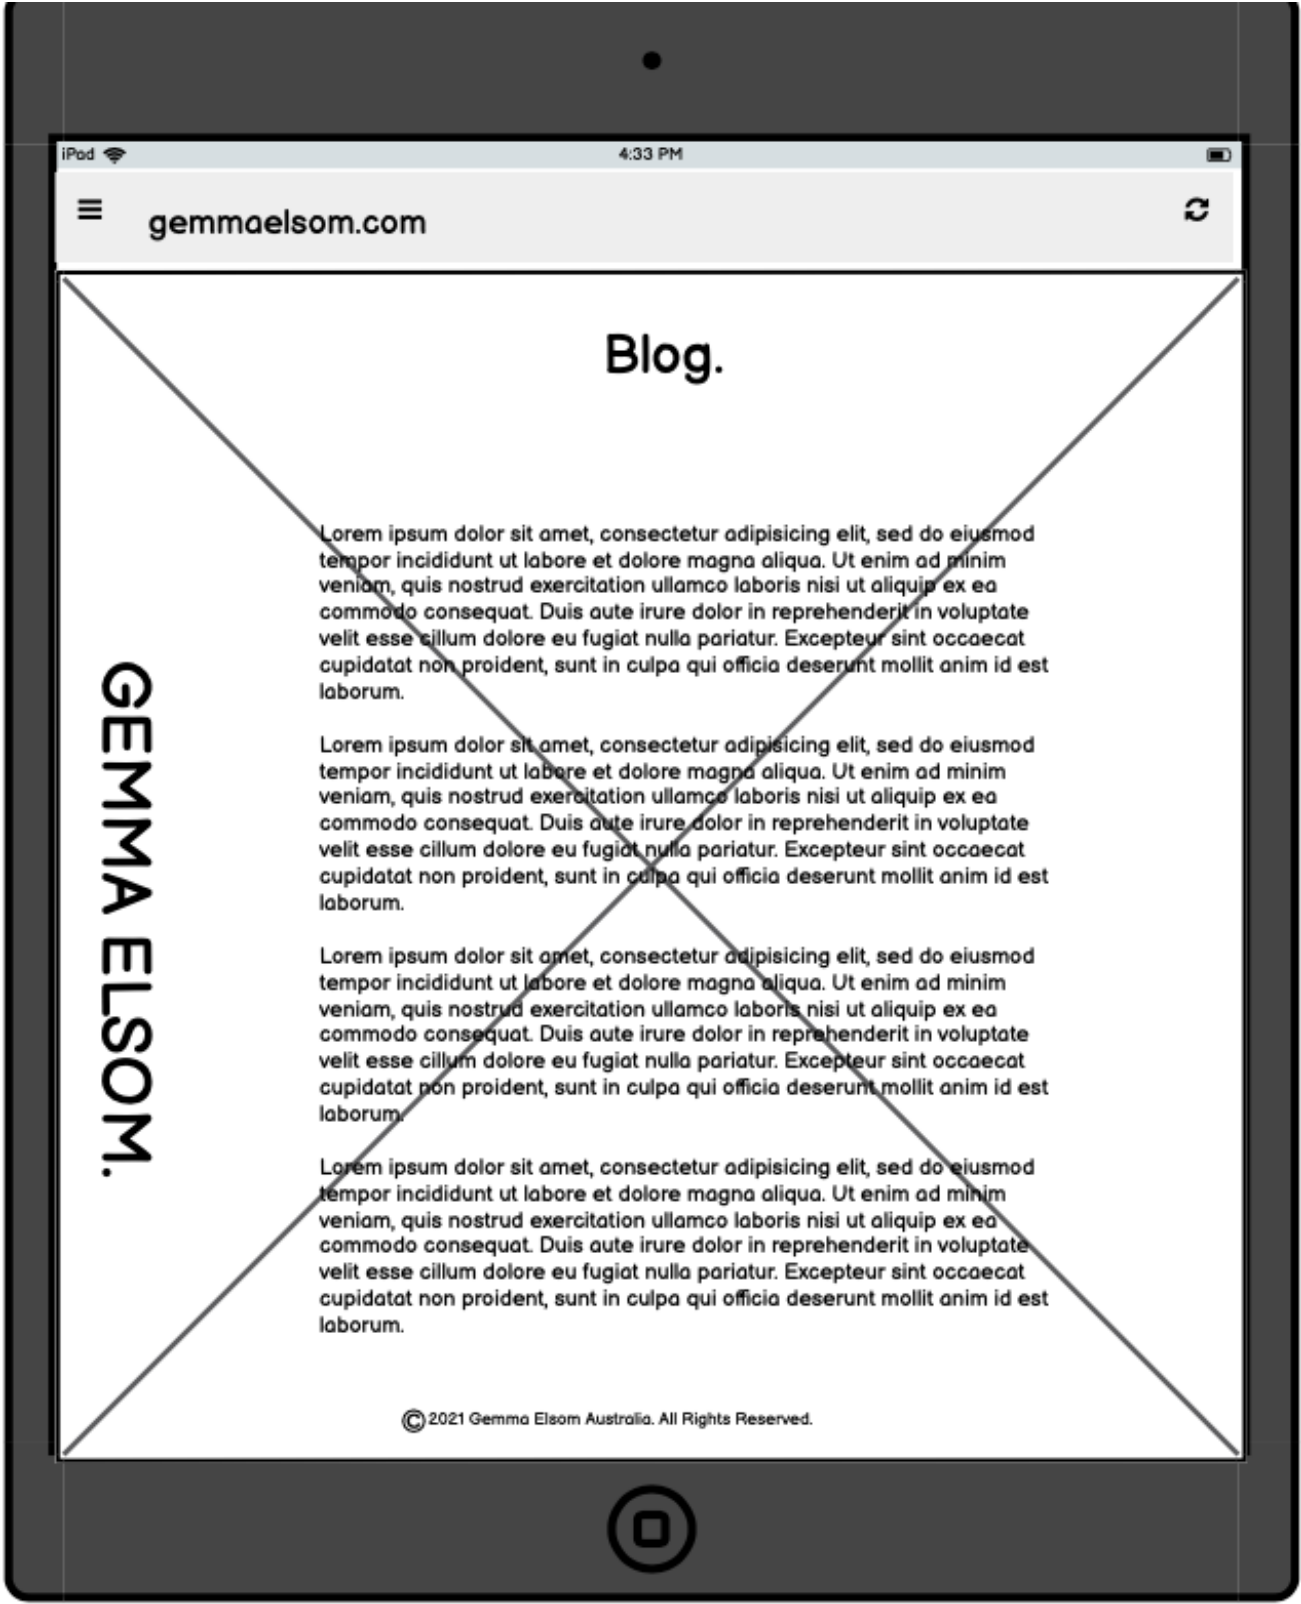 iPad
4:33 PM
gemmaelsom.com
Blog.
GEMMA ELSOM.
Lorem ipsum dolor sit amet, consectetur adipisicing elit, sed do eiusmod
tempor incididunt ut labore et dolore magna aliqua. Ut enim ad minim
veniam, quis nostrud exercitation ullamco laboris nisi ut aliquip ex ea
commodo consequat. Duis aute irure dolor in reprehenderit in voluptate
velit esse cillum dolore eu fugiat nulla pariatur. Excepteur sint occaecat
cupidatat non proident, sunt in culpa qui officia deserunt mollit anim id est
laborum.
Lorem ipsum dolor sit amet, consectetur adipisicing elit, sed do eiusmod
tempor incididunt ut labore et dolore magna aliqua. Ut enim ad minim
veniam, quis nostrud exercitation ullamco laboris nisi ut aliquip ex ea
commodo consequat. Duis aute irure dolor in reprehenderit in voluptate
velit esse cillum dolore eu fugiat nulla pariatur. Excepteur sint occaecat
cupidatat non proident, sunt in culpa qui officia deserunt mollit anim id est
laborum.
Lorem ipsum dolor sit amet, consectetur adipisicing elit, sed do eiusmod
tempor incididunt ut labore et dolore magna aliqua. Ut enim ad minim
veniam, quis nostrud exercitation ullamco laboris nisi ut aliquip ex ea
commodo consequat. Duis aute irure dolor in reprehenderit in voluptate
velit esse cillum dolore eu fugiat nulla pariatur. Excepteur sint occaecat
cupidatat non proident, sunt in culpa qui officia deserunt mollit anim id est
laborum.
Lorem ipsum dolor sit amet, consectetur adipisicing elit, sed do eiusmod
tempor incididunt ut labore et dolore magna aliqua. Ut enim ad minim
veniam, quis nostrud exercitation ullamco laboris nisi ut aliquip ex ea
commodo consequat. Duis aute irure dolor in reprehenderit in voluptate
velit esse cillum dolore eu fugiat nulla pariatur. Excepteur sint occaecat
cupidatat non proident, sunt in culpa qui officia deserunt mollit anim id est
laborum.
© 2021 Gemma Elsom Australia. All Rights Reserved.